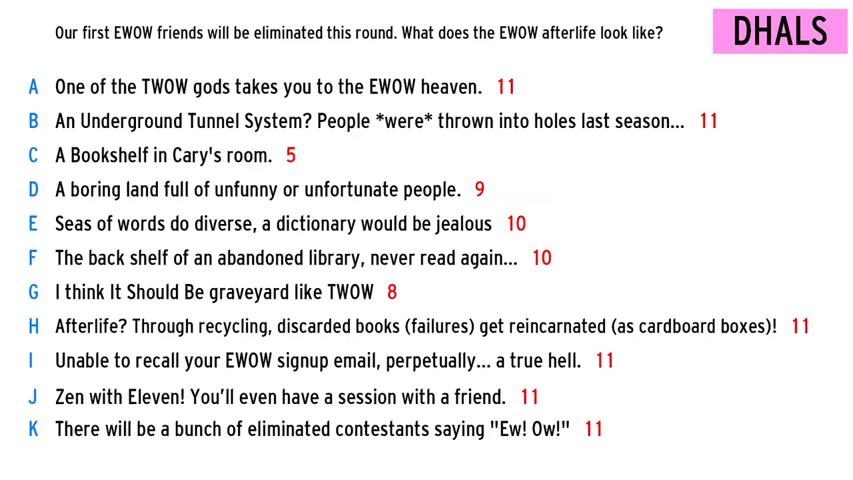 Our first EWOW friends will be eliminated this round. What does the EWOW afterlife look like?
DHALS
A One of the TWOW gods takes you to the EWOW heaven. 11
B An Underground Tunnel System? People *were* thrown into holes last season... 11
C A Bookshelf in Cary's room. 5
D A boring land full of unfunny or unfortunate people. 9
E Seas of words do diverse, a dictionary would be jealous 10
F The back shelf of an abandoned library, never read again... 10
G I think It Should Be graveyard like TWOW 8
H Afterlife? Through recycling, discarded books (failures) get reincarnated (as cardboard boxes)! 11
I Unable to recall your EWOW signup email, perpetually... a true hell. 11
J Zen with Eleven! You’ll even have a session with a friend. 11
K There will be a bunch of eliminated contestants saying "Ew! Ow!" 11